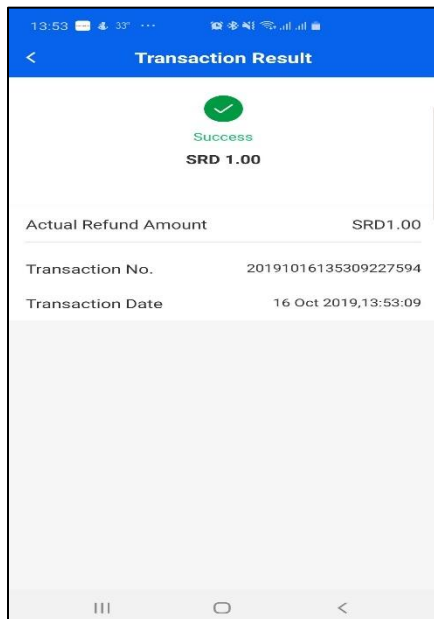 13:53 33° ···
Transaction Result
Success
SRD 1.00
Actual Refund Amount SRD1.00
Transaction No. 20191016135309227594
Transaction Date 16 Oct 2019,13:53:09